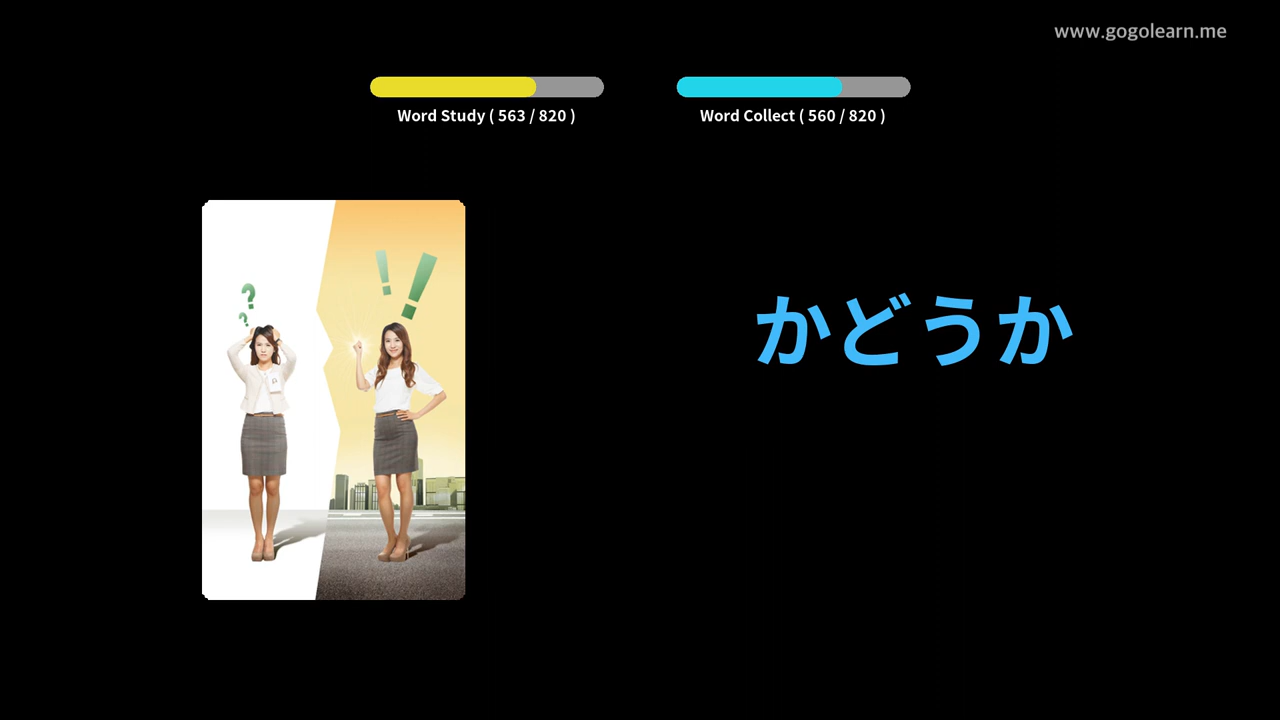 www.gogolearn.me
Word Study ( 563 / 820 )
Word Collect ( 560 / 820 )
? ! !
?
かどうか